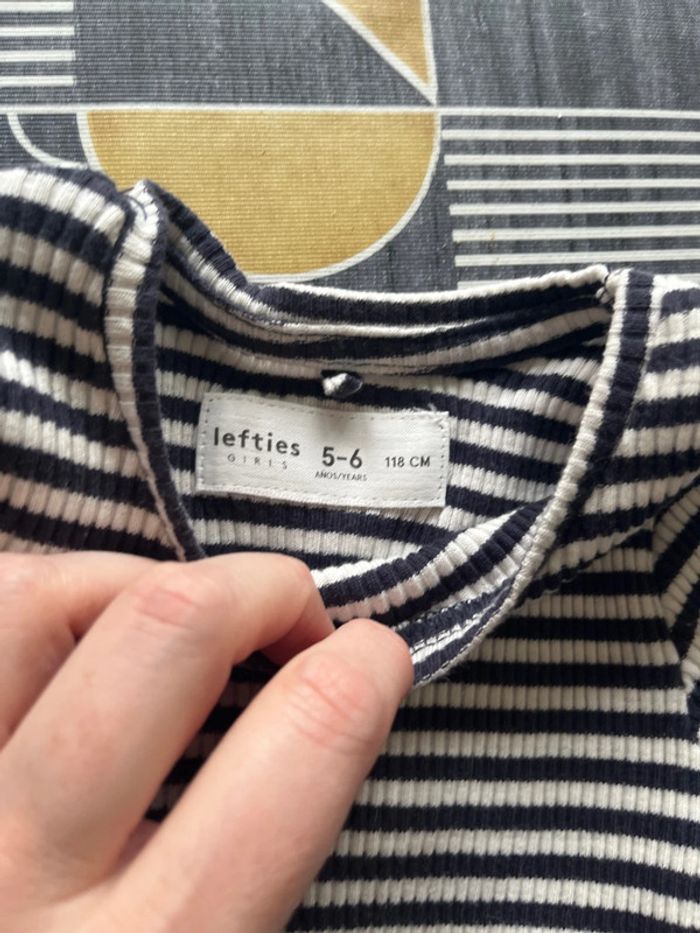 lefties
GIRLS
5-6
AÑOS/YEARS
118 CM